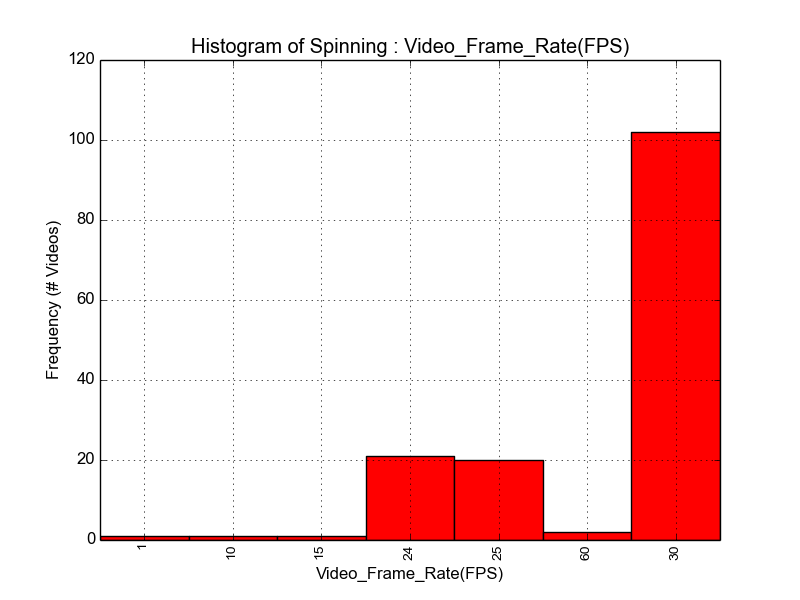 Histogram of Spinning : Video_Frame_Rate(FPS)
120
100
80
60
40
20
0
Frequency (# Videos)
1 10 15 24 25 60 30
Video_Frame_Rate(FPS)